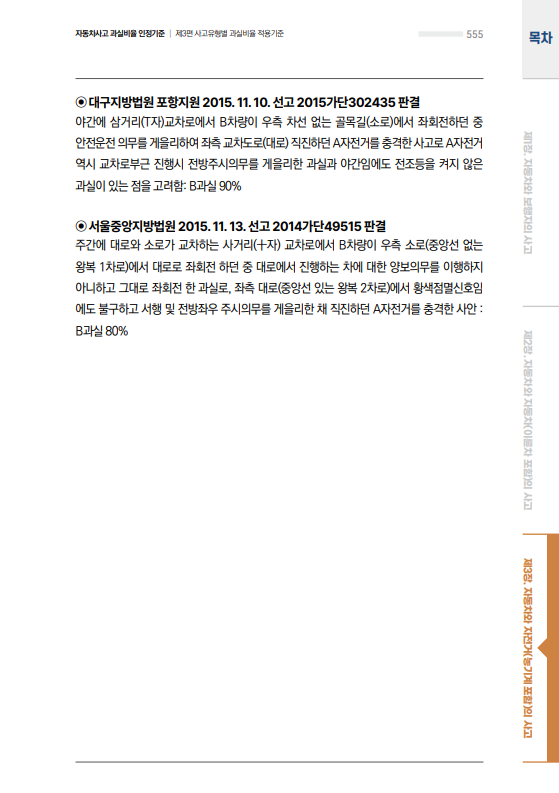 자동차사고 과실비율 인정기준 | 제3편 사고유형별 과실비율 적용기준
555
목차
◉ 대구지방법원 포항지원 2015. 11. 10. 선고 2015가단302435 판결
야간에 삼거리(T자)교차로에서 B차량이 우측 차선 없는 골목길(소로)에서 좌회전하던 중
안전운전 의무를 게을리하여 좌측 교차도로(대로) 직진하던 A자전거를 충격한 사고로 A자전거
역시 교차로부근 진행시 전방주시의무를 게을리한 과실과 야간임에도 전조등을 켜지 않은
과실이 있는 점을 고려함: B과실 90%
◉ 서울중앙지방법원 2015. 11. 13. 선고 2014가단49515 판결
주간에 대로와 소로가 교차하는 사거리(十자) 교차로에서 B차량이 우측 소로(중앙선 없는
왕복 1차로)에서 대로로 좌회전 하던 중 대로에서 진행하는 차에 대한 양보의무를 이행하지
아니하고 그대로 좌회전 한 과실로, 좌측 대로(중앙선 있는 왕복 2차로)에서 황색점멸신호임
에도 불구하고 서행 및 전방좌우 주시의무를 게을리한 채 직진하던 A자전거를 충격한 사안 :
B과실 80%
제1장. 자동차와 보행자의 사고
제2장. 자동차와 자동차(이륜차 포함)의 사고
제3장. 자동차와 자전거(농기계 포함)의 사고